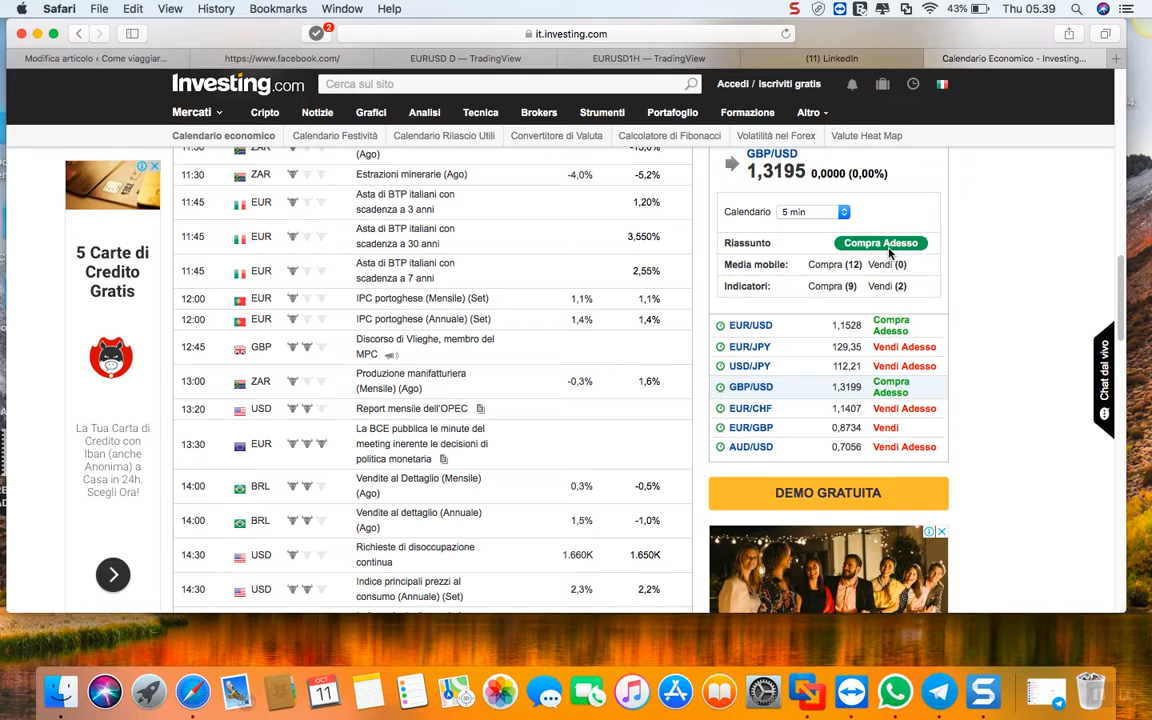 Safari File Edit View History Bookmarks Window Help
43% Thu 05.39
2
it.investing.com
Modifica articolo ‹ Come viaggiar...
https://www.facebook.com/
EURUSD D — TradingView
EURUSD1H — TradingView
(11) LinkedIn
Calendario Economico - Investing...
Investing.com
Cerca sul sito
Accedi / Iscriviti gratis
Mercati Cripto Notizie Grafici Analisi Tecnica Brokers Strumenti Portafoglio Formazione Altro
Calendario economico Calendario Festività Calendario Rilascio Utili Convertitore di Valuta Calcolatore di Fibonacci Volatilità nel Forex Valute Heat Map
5 Carte di
Credito
Gratis
La Tua Carta di
Credito con
Iban (anche
Anonima) a
Casa in 24h.
Scegli Ora!
11:30 ZAR
(Ago)
11:30 ZAR Estrazioni minerarie (Ago) -4,0% -5,2%
Asta di BTP italiani con
11:45 EUR 1,20%
scadenza a 3 anni
Asta di BTP italiani con
11:45 EUR 3,550%
scadenza a 30 anni
Asta di BTP italiani con
11:45 EUR 2,55%
scadenza a 7 anni
12:00 EUR IPC portoghese (Mensile) (Set) 1,1% 1,1%
12:00 EUR IPC portoghese (Annuale) (Set) 1,4% 1,4%
Discorso di Vlieghe, membro del
12:45 GBP
MPC
Produzione manifatturiera
13:00 ZAR -0,3% 1,6%
(Mensile) (Ago)
13:20 USD Report mensile dell'OPEC
La BCE pubblica le minute del
13:30 EUR meeting inerente le decisioni di
politica monetaria
Vendite al Dettaglio (Mensile)
14:00 BRL 0,3% -0,5%
(Ago)
Vendite al dettaglio (Annuale)
14:00 BRL 1,5% -1,0%
(Ago)
Richieste di disoccupazione
14:30 USD 1.660K 1.650K
continua
Indice principali prezzi al
14:30 USD 2,3% 2,2%
consumo (Annuale) (Set)
GBP/USD
1,3195 0,0000 (0,00%)
Calendario 5 min
Riassunto Compra Adesso
Media mobile: Compra (12) Vendi (0)
Indicatori: Compra (9) Vendi (2)
EUR/USD 1,1528 Compra
Adesso
EUR/JPY 129,35 Vendi Adesso
USD/JPY 112,21 Vendi Adesso
GBP/USD 1,3199 Compra
Adesso
EUR/CHF 1,1407 Vendi Adesso
EUR/GBP 0,8734 Vendi
AUD/USD 0,7056 Vendi Adesso
DEMO GRATUITA
Chat dal vivo
OCT
11